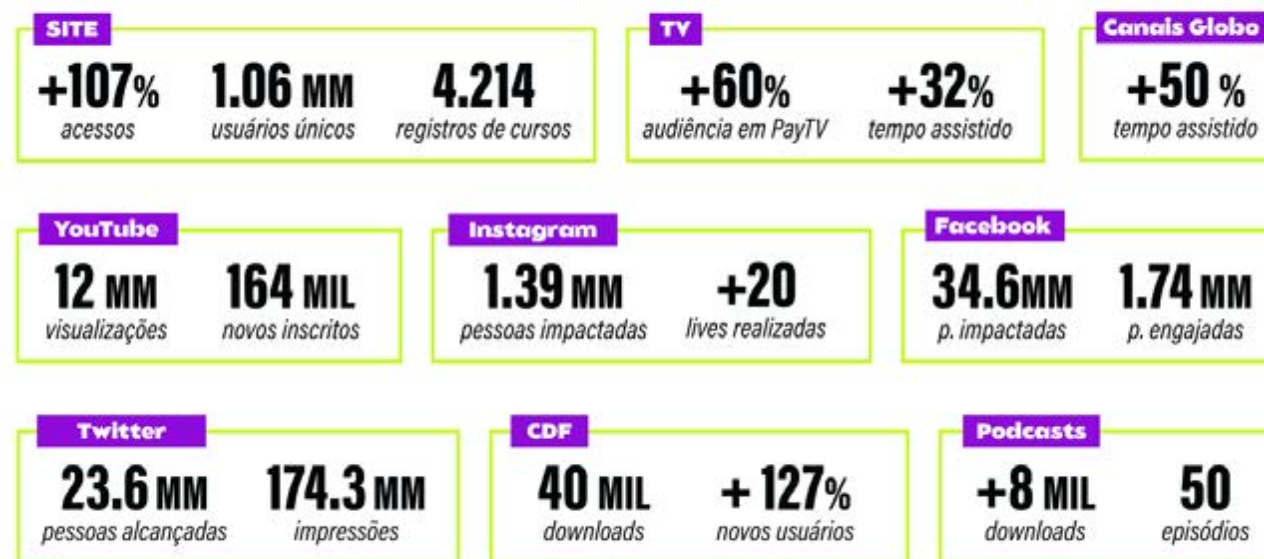 SITE
+107%
acessos
1.06 MM
usuários únicos
4.214
registros de cursos
TV
+60%
audiência em PayTV
+32%
tempo assistido
Canais Globo
+50 %
tempo assistido
YouTube
12 MM
visualizações
164 MIL
novos inscritos
Instagram
1.39 MM
pessoas impactadas
+20
lives realizadas
Facebook
34.6MM
p. impactadas
1.74 MM
p. engajadas
Twitter
23.6 MM
pessoas alcançadas
174.3 MM
impressões
CDF
40 MIL
downloads
+ 127%
novos usuários
Podcasts
+8 MIL
downloads
50
episódios